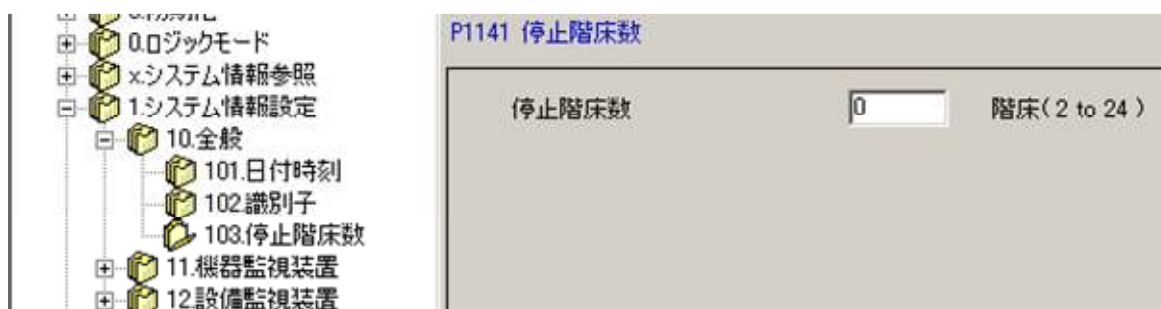 0.ロジックモード
x.システム情報参照
1.システム情報設定
10.全般
101.日付時刻
102.識別子
103.停止階床数
11.機器監視装置
12.設備監視装置
P1141 停止階床数
停止階床数 0 階床( 2 to 24 )